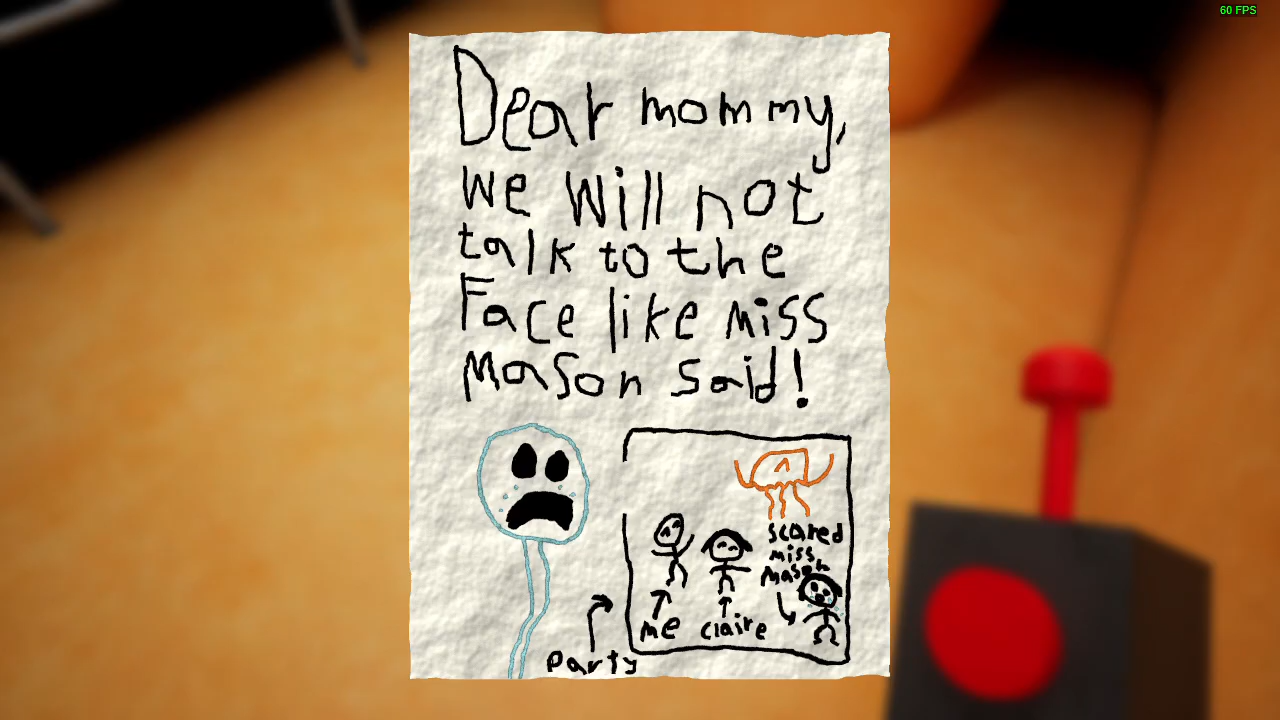 60 FPS
Dear mommy,
we will not
talk to the
Face like miss
mason said!
scared
miss
mason
me
claire
party